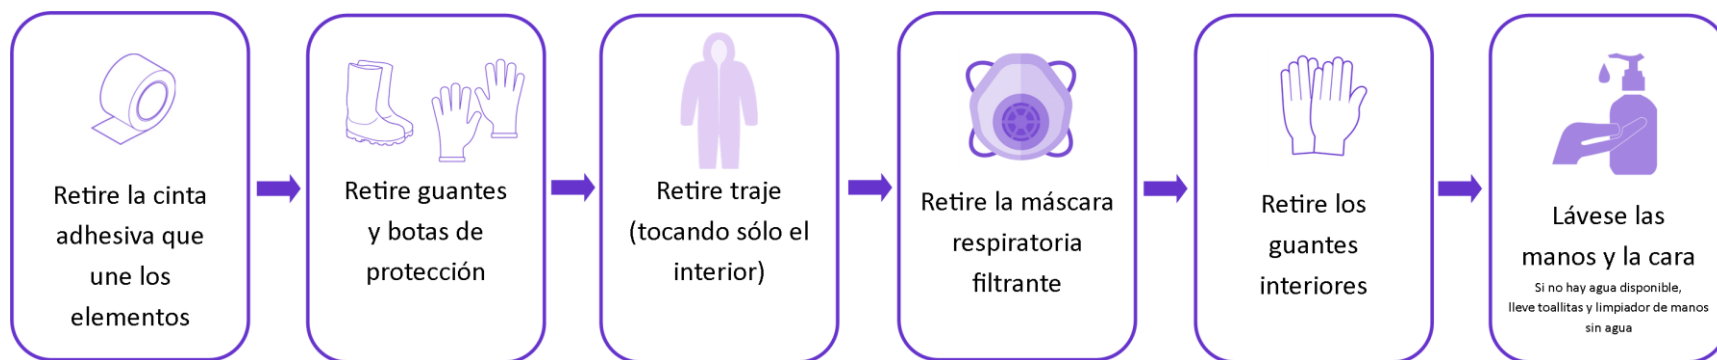 Retire la cinta
adhesiva que
une los
elementos
Retire guantes
y botas de
protección
Retire traje
(tocando sólo el
interior)
Retire la máscara
respiratoria
filtrante
Retire los
guantes
interiores
Lávese las
manos y la cara
Si no hay agua disponible,
lleve toallitas y limpiador de manos
sin agua